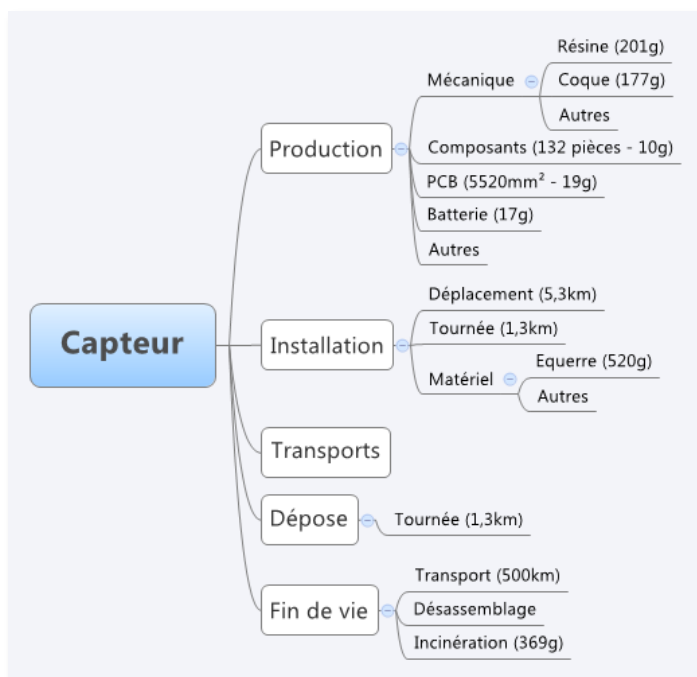 Capteur
Production
Mécanique
Résine (201g)
Coque (177g)
Autres
Composants (132 pièces - 10g)
PCB (5520mm² - 19g)
Batterie (17g)
Autres
Installation
Déplacement (5,3km)
Tournée (1,3km)
Matériel
Equerre (520g)
Autres
Transports
Dépose
Tournée (1,3km)
Fin de vie
Transport (500km)
Désassemblage
Incinération (369g)